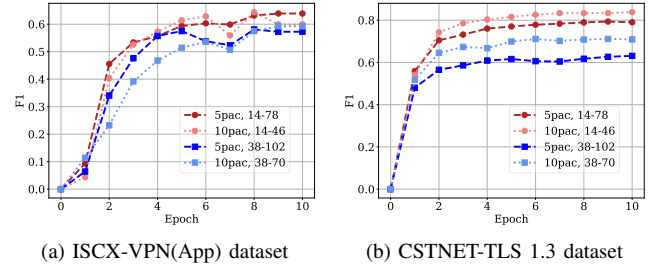 0.6
0.5
0.4
0.3
0.2
0.1
0.0
F1
0 2 4 6 8 10
Epoch
5pac, 14-78
10pac, 14-46
5pac, 38-102
10pac, 38-70
(a) ISCX-VPN(App) dataset
0.8
0.6
0.4
0.2
0.0
F1
0 2 4 6 8 10
Epoch
5pac, 14-78
10pac, 14-46
5pac, 38-102
10pac, 38-70
(b) CSTNET-TLS 1.3 dataset